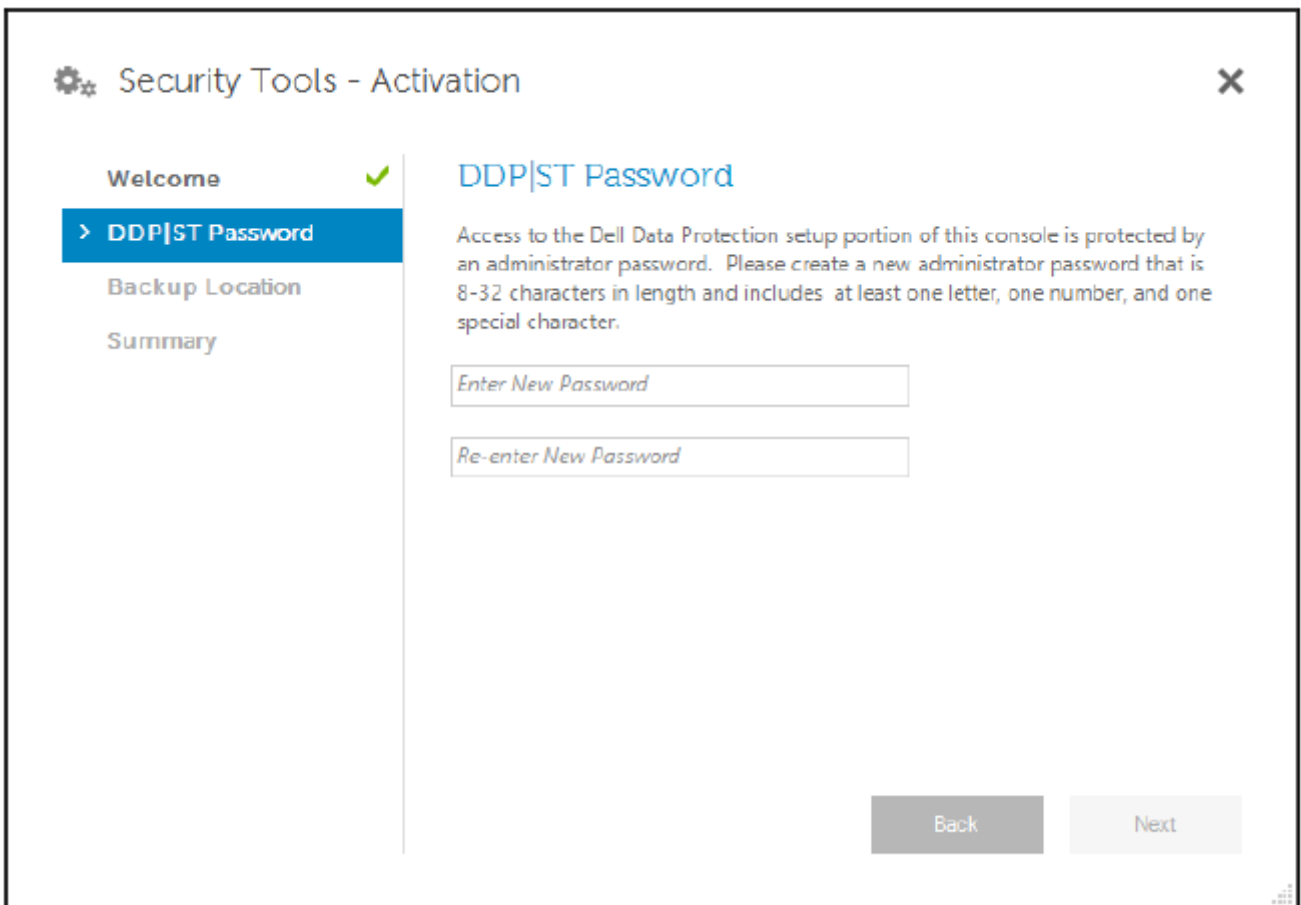 Security Tools - Activation
Welcome
DDP|ST Password
Backup Location
Summary
DDP|ST Password
Access to the Dell Data Protection setup portion of this console is protected by
an administrator password.  Please create a new administrator password that is
8-32 characters in length and includes  at least one letter, one number, and one
special character.
Enter New Password
Re-enter New Password
Back
Next